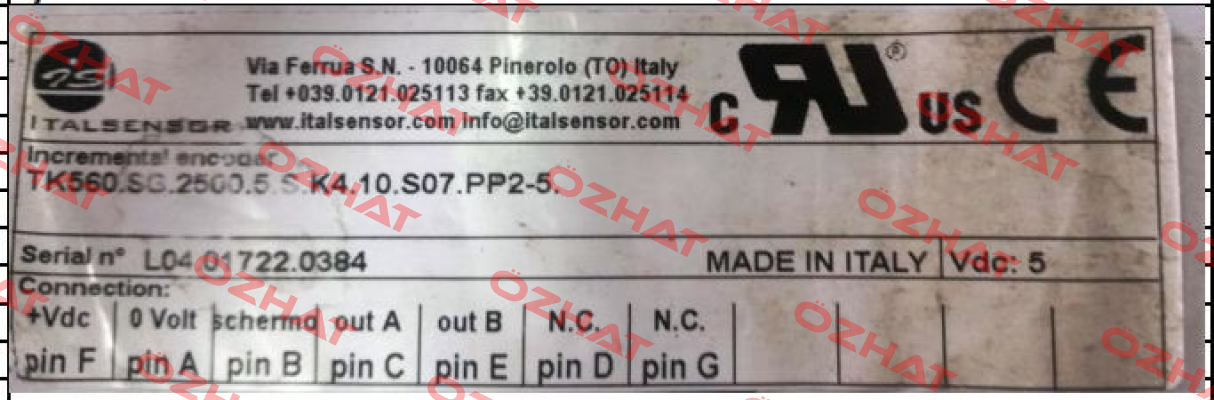 Via Ferrua S.N. - 10064 Pinerolo (TO) Italy
Tel +039.0121.025113 fax +39.0121.025114
www.italsensor.com info@italsensor.com
IS
ITALSENSOR
C RU ® US CE
Incremental encoder
TK560.SG.2500.5.S.K4.10.S07.PP2-5.
Serial n° L04 01722.0384 MADE IN ITALY Vdc: 5
Connection:
+Vdc 0 Volt schermo out A out B N.C. N.C.
pin F pin A pin B pin C pin E pin D pin G
ÖZHAT